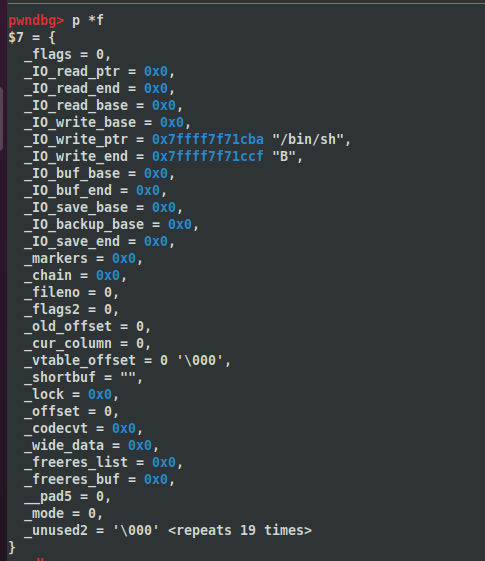 pwndbg> p *f
$7 = {
  _flags = 0,
  _IO_read_ptr = 0x0,
  _IO_read_end = 0x0,
  _IO_read_base = 0x0,
  _IO_write_base = 0x0,
  _IO_write_ptr = 0x7ffff7f71cba "/bin/sh",
  _IO_write_end = 0x7ffff7f71ccf "B",
  _IO_buf_base = 0x0,
  _IO_buf_end = 0x0,
  _IO_save_base = 0x0,
  _IO_backup_base = 0x0,
  _IO_save_end = 0x0,
  _markers = 0x0,
  _chain = 0x0,
  _fileno = 0,
  _flags2 = 0,
  _old_offset = 0,
  _cur_column = 0,
  _vtable_offset = 0 '\000',
  _shortbuf = "",
  _lock = 0x0,
  _offset = 0,
  _codecvt = 0x0,
  _wide_data = 0x0,
  _freeres_list = 0x0,
  _freeres_buf = 0x0,
  __pad5 = 0,
  _mode = 0,
  _unused2 = '\000' <repeats 19 times>
}